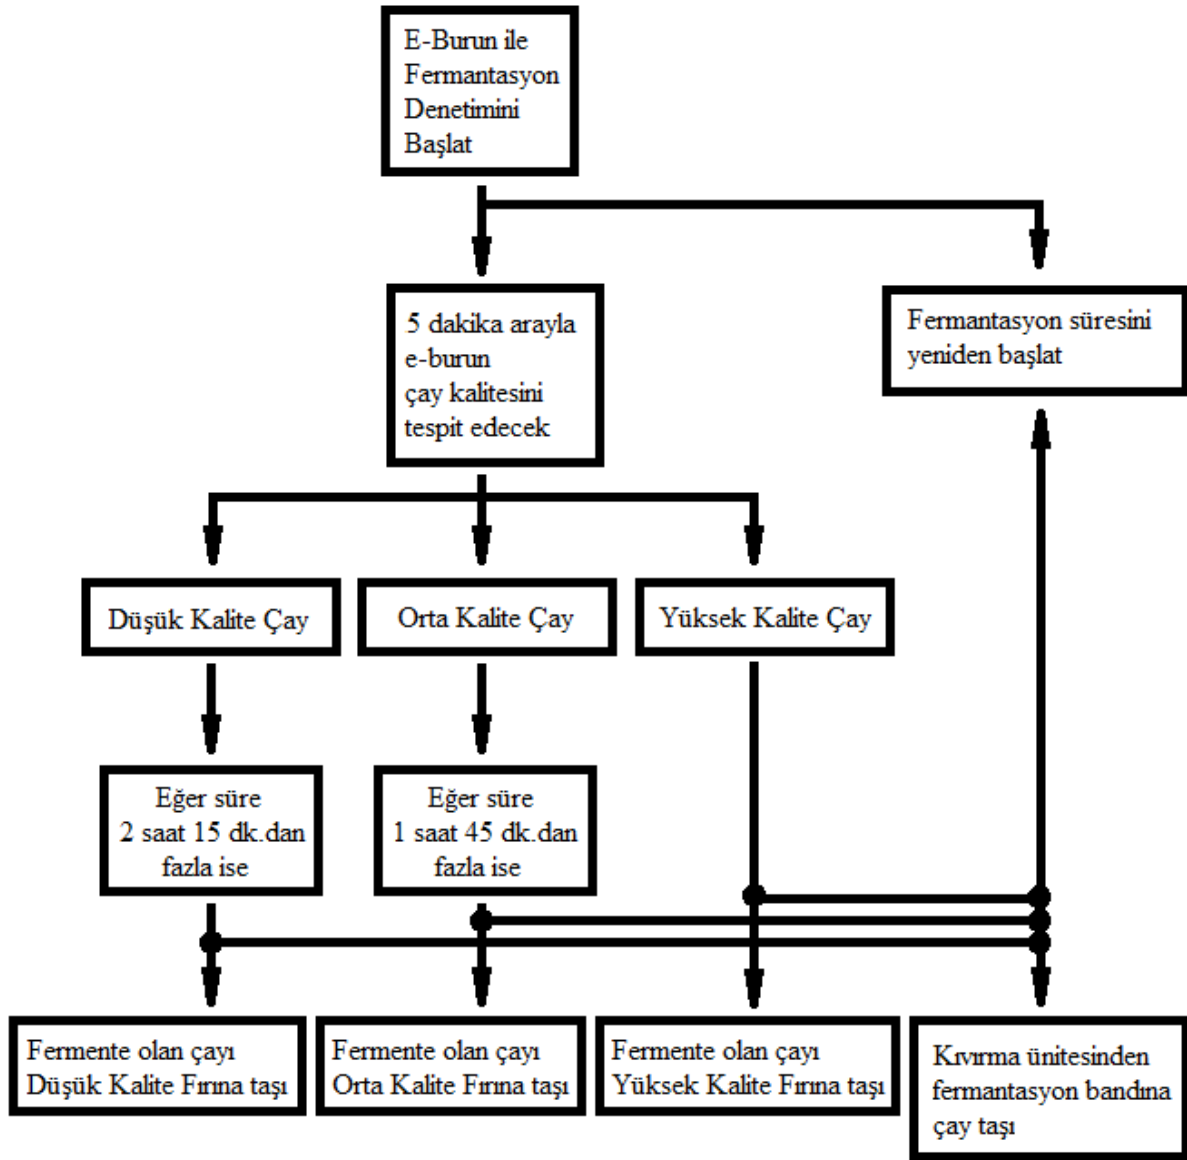 E-Burun ile
Fermantasyon
Denetimini
Başlat
5 dakika arayla
e-burun
çay kalitesini
tespit edecek
Fermantasyon süresini
yeniden başlat
Düşük Kalite Çay
Orta Kalite Çay
Yüksek Kalite Çay
Eğer süre
2 saat 15 dk.dan
fazla ise
Eğer süre
1 saat 45 dk.dan
fazla ise
Fermente olan çayı
Düşük Kalite Fırına taşı
Fermente olan çayı
Orta Kalite Fırına taşı
Fermente olan çayı
Yüksek Kalite Fırına taşı
Kıvırma ünitesinden
fermantasyon bandına
çay taşı